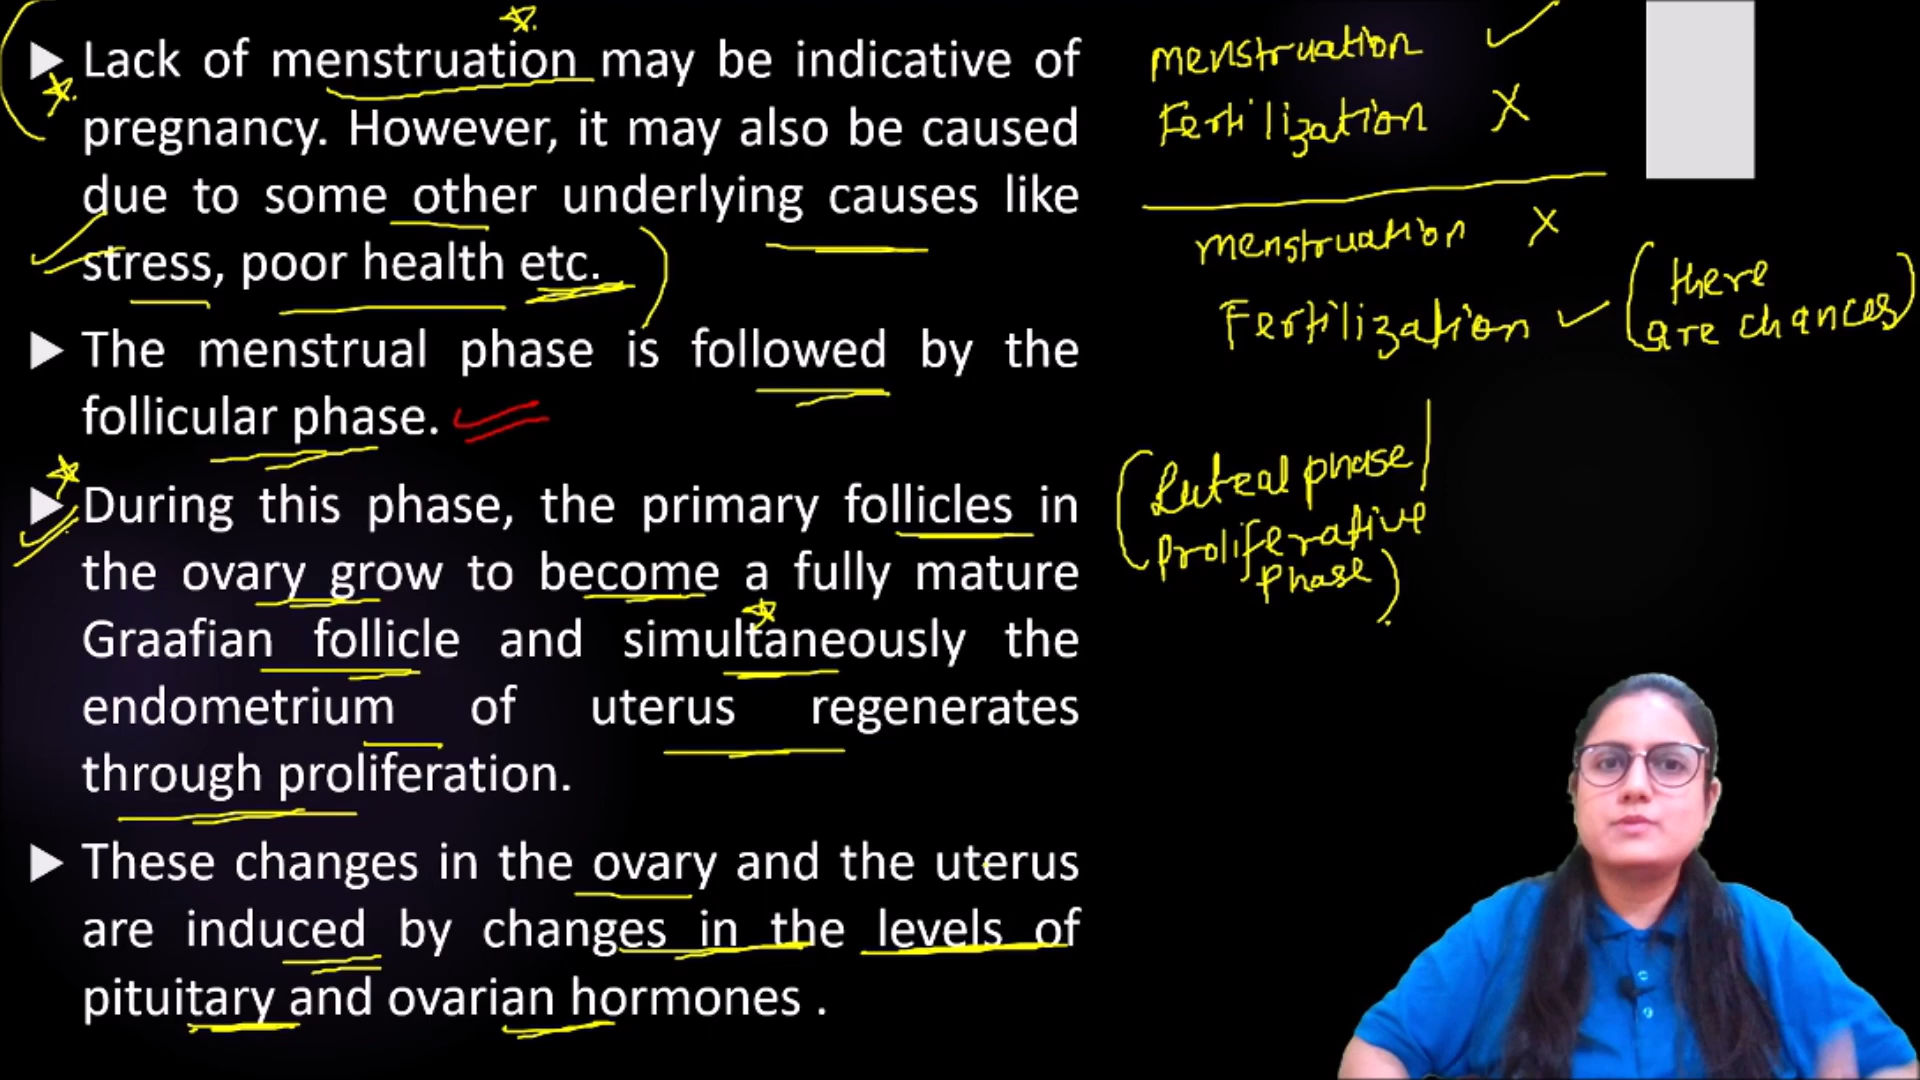 Lack of menstruation may be indicative of
pregnancy. However, it may also be caused
due to some other underlying causes like
stress, poor health etc.
The menstrual phase is followed by the
follicular phase.
During this phase, the primary follicles in
the ovary grow to become a fully mature
Graafian follicle and simultaneously the
endometrium of uterus regenerates
through proliferation.
These changes in the ovary and the uterus
are induced by changes in the levels of
pituitary and ovarian hormones .
menstruation ✓
Fertilization X
menstruation X
Fertilization ✓ (there
are chances)
(Luteal phase/
proliferative
phase)